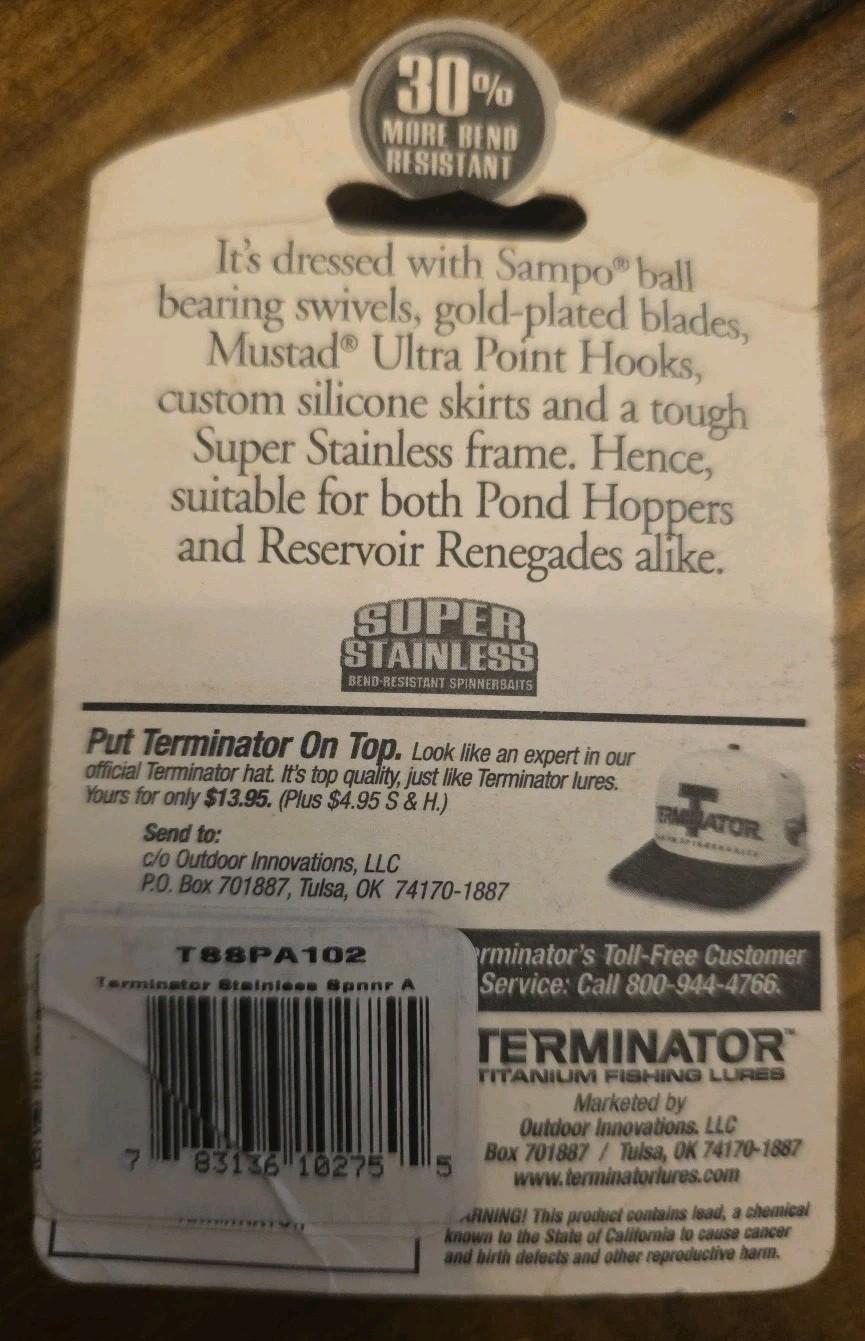 30%
MORE BEND
RESISTANT
It's dressed with Sampo® ball
bearing swivels, gold-plated blades,
Mustad® Ultra Point Hooks,
custom silicone skirts and a tough
Super Stainless frame. Hence,
suitable for both Pond Hoppers
and Reservoir Renegades alike.
SUPER
STAINLESS
BEND-RESISTANT SPINNERBAITS
Put Terminator On Top. Look like an expert in our
official Terminator hat. It's top quality, just like Terminator lures.
Yours for only $13.95. (Plus $4.95 S & H.)
Send to:
c/o Outdoor Innovations, LLC
P.O. Box 701887, Tulsa, OK 74170-1887
TERMINATOR
T88PA102
Terminator Stainless Spnnr A
7 83136 10275 5
rminator's Toll-Free Customer
Service: Call 800-944-4766.
TERMINATOR™
TITANIUM FISHING LURES
Marketed by
Outdoor Innovations, LLC
Box 701887 / Tulsa, OK 74170-1887
www.terminatorlures.com
ARNING! This product contains lead, a chemical
known to the State of California to cause cancer
and birth defects and other reproductive harm.